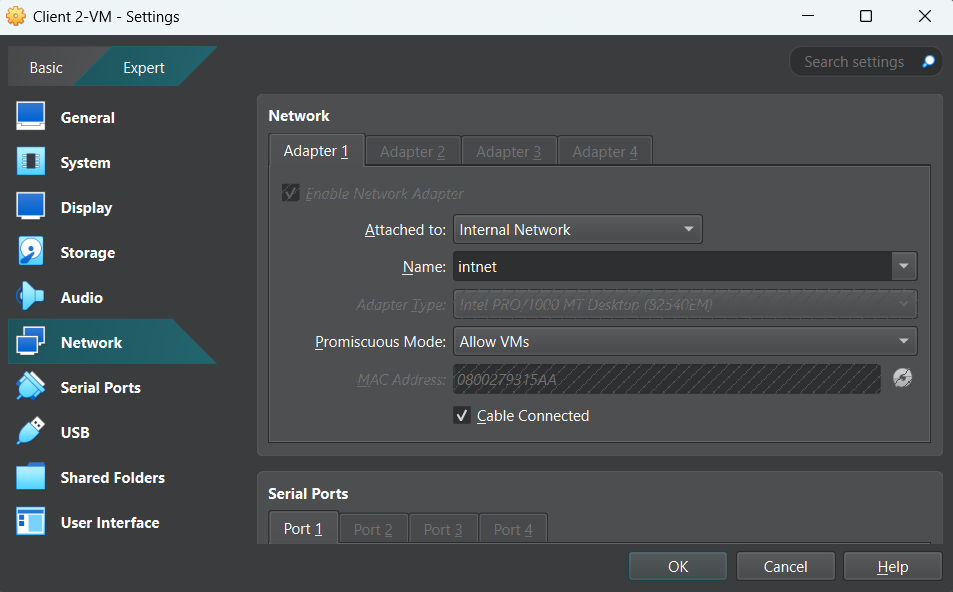 Client 2-VM - Settings
Basic
Expert
Search settings
General
System
Display
Storage
Audio
Network
Serial Ports
USB
Shared Folders
User Interface
Network
Adapter 1
Adapter 2
Adapter 3
Adapter 4
Enable Network Adapter
Attached to: Internal Network
Name: intnet
Adapter Type: Intel PRO/1000 MT Desktop (82540EM)
Promiscuous Mode: Allow VMs
MAC Address: 0800279315AA
Cable Connected
Serial Ports
Port 1
Port 2
Port 3
Port 4
OK
Cancel
Help